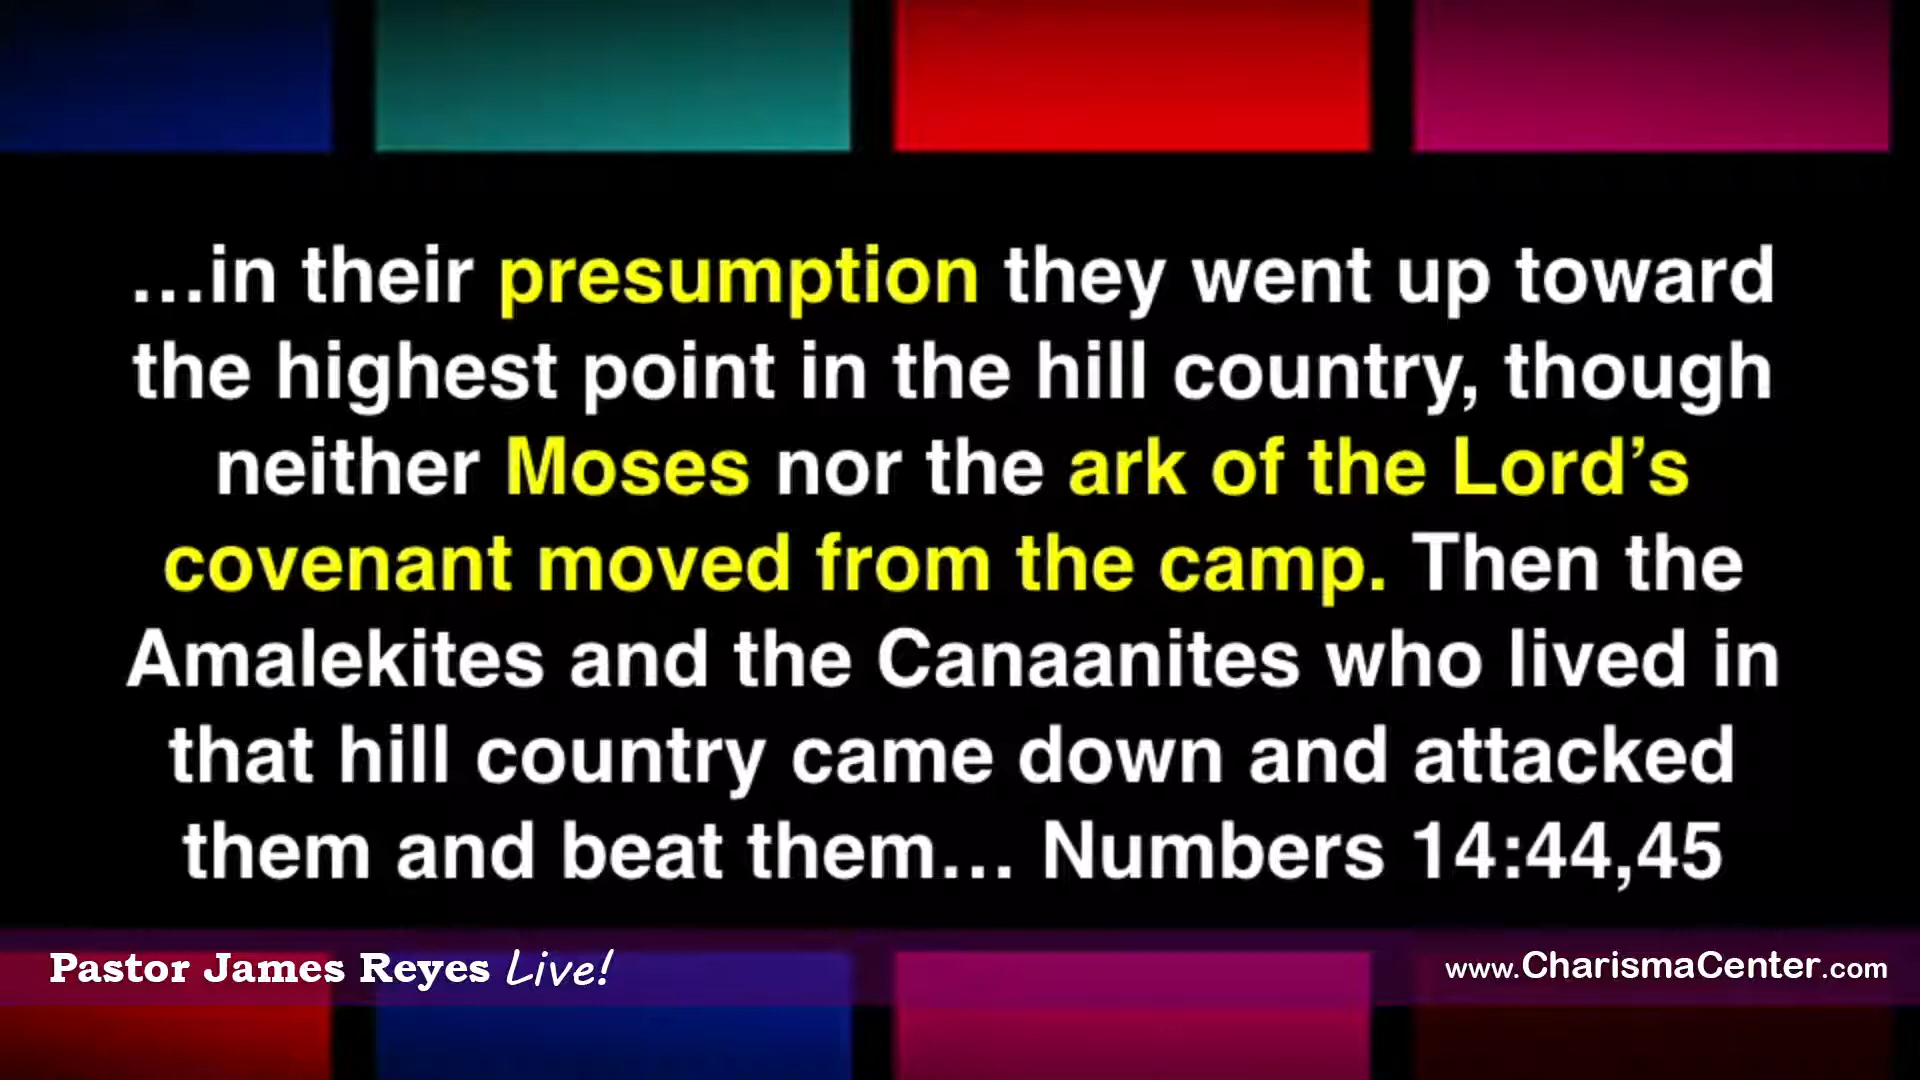 …in their presumption they went up toward
the highest point in the hill country, though
neither Moses nor the ark of the Lord’s
covenant moved from the camp. Then the
Amalekites and the Canaanites who lived in
that hill country came down and attacked
them and beat them… Numbers 14:44,45
Pastor James Reyes Live!
www.CharismaCenter.com